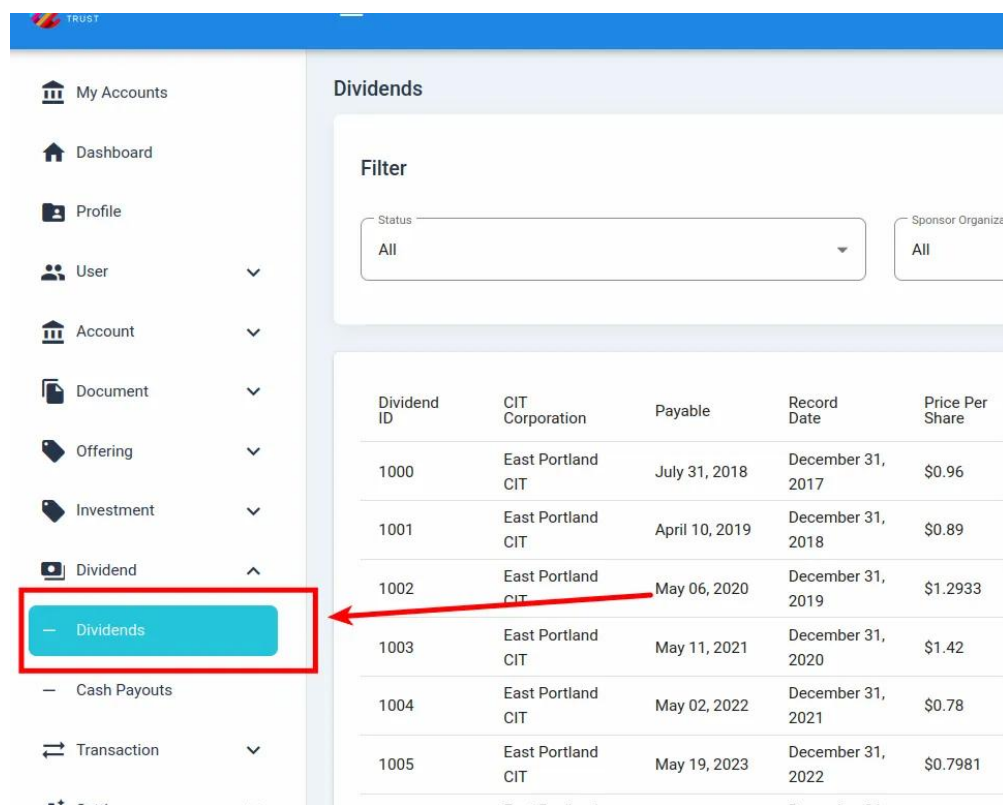 TRUST
My Accounts
Dashboard
Profile
User
Account
Document
Offering
Investment
Dividend
Dividends
Cash Payouts
Transaction
Dividends
Filter
Status
All
Sponsor
All
Dividend ID CIT Corporation Payable Record Date Price Per Share
1000 East Portland CIT July 31, 2018 December 31, 2017 $0.96
1001 East Portland CIT April 10, 2019 December 31, 2018 $0.89
1002 East Portland CIT May 06, 2020 December 31, 2019 $1.2933
1003 East Portland CIT May 11, 2021 December 31, 2020 $1.42
1004 East Portland CIT May 02, 2022 December 31, 2021 $0.78
1005 East Portland CIT May 19, 2023 December 31, 2022 $0.7981